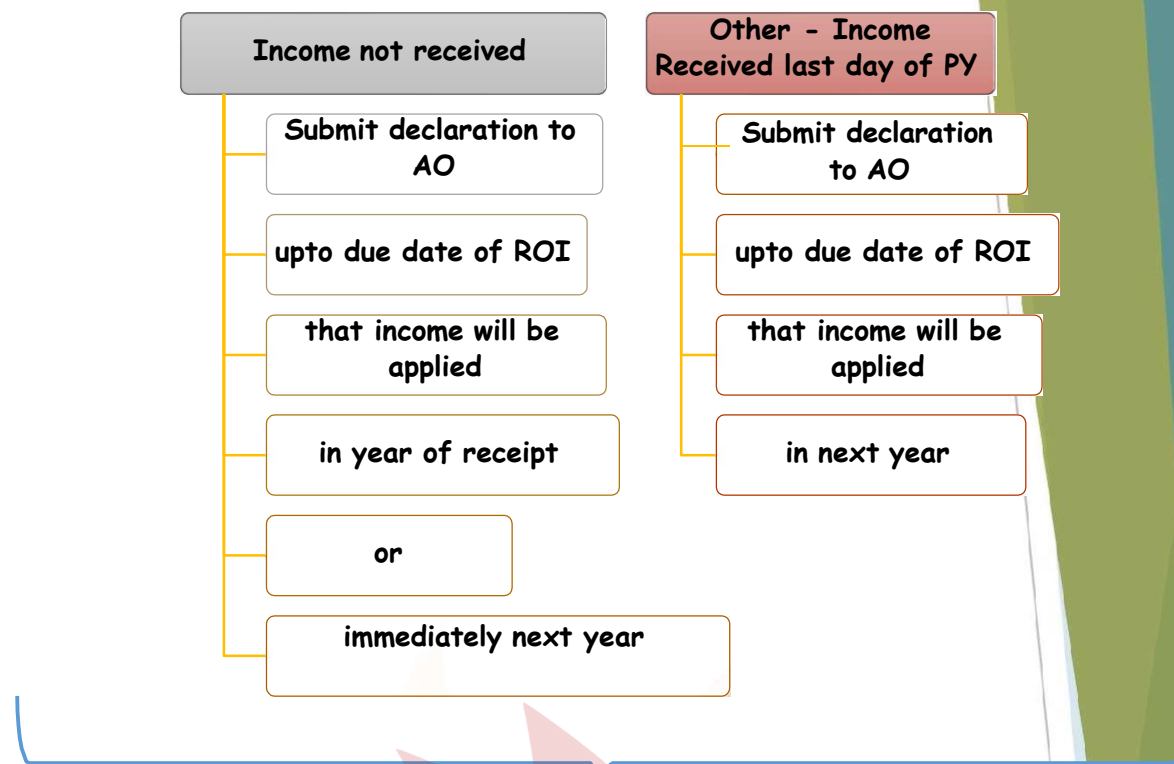 Income not received
Submit declaration to
AO
upto due date of ROI
that income will be
applied
in year of receipt
or
immediately next year
Other - Income
Received last day of PY
Submit declaration
to AO
upto due date of ROI
that income will be
applied
in next year